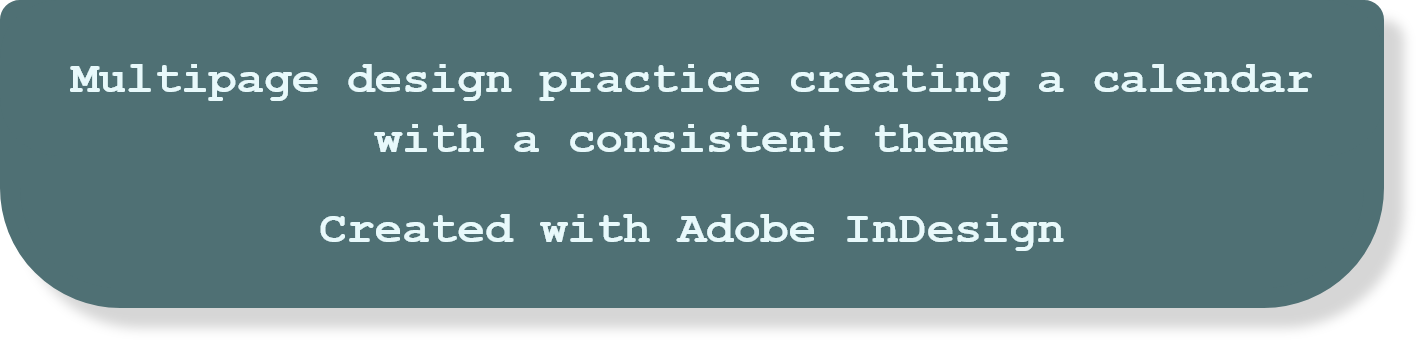 Multipage design practice creating a calendar
with a consistent theme
Created with Adobe InDesign